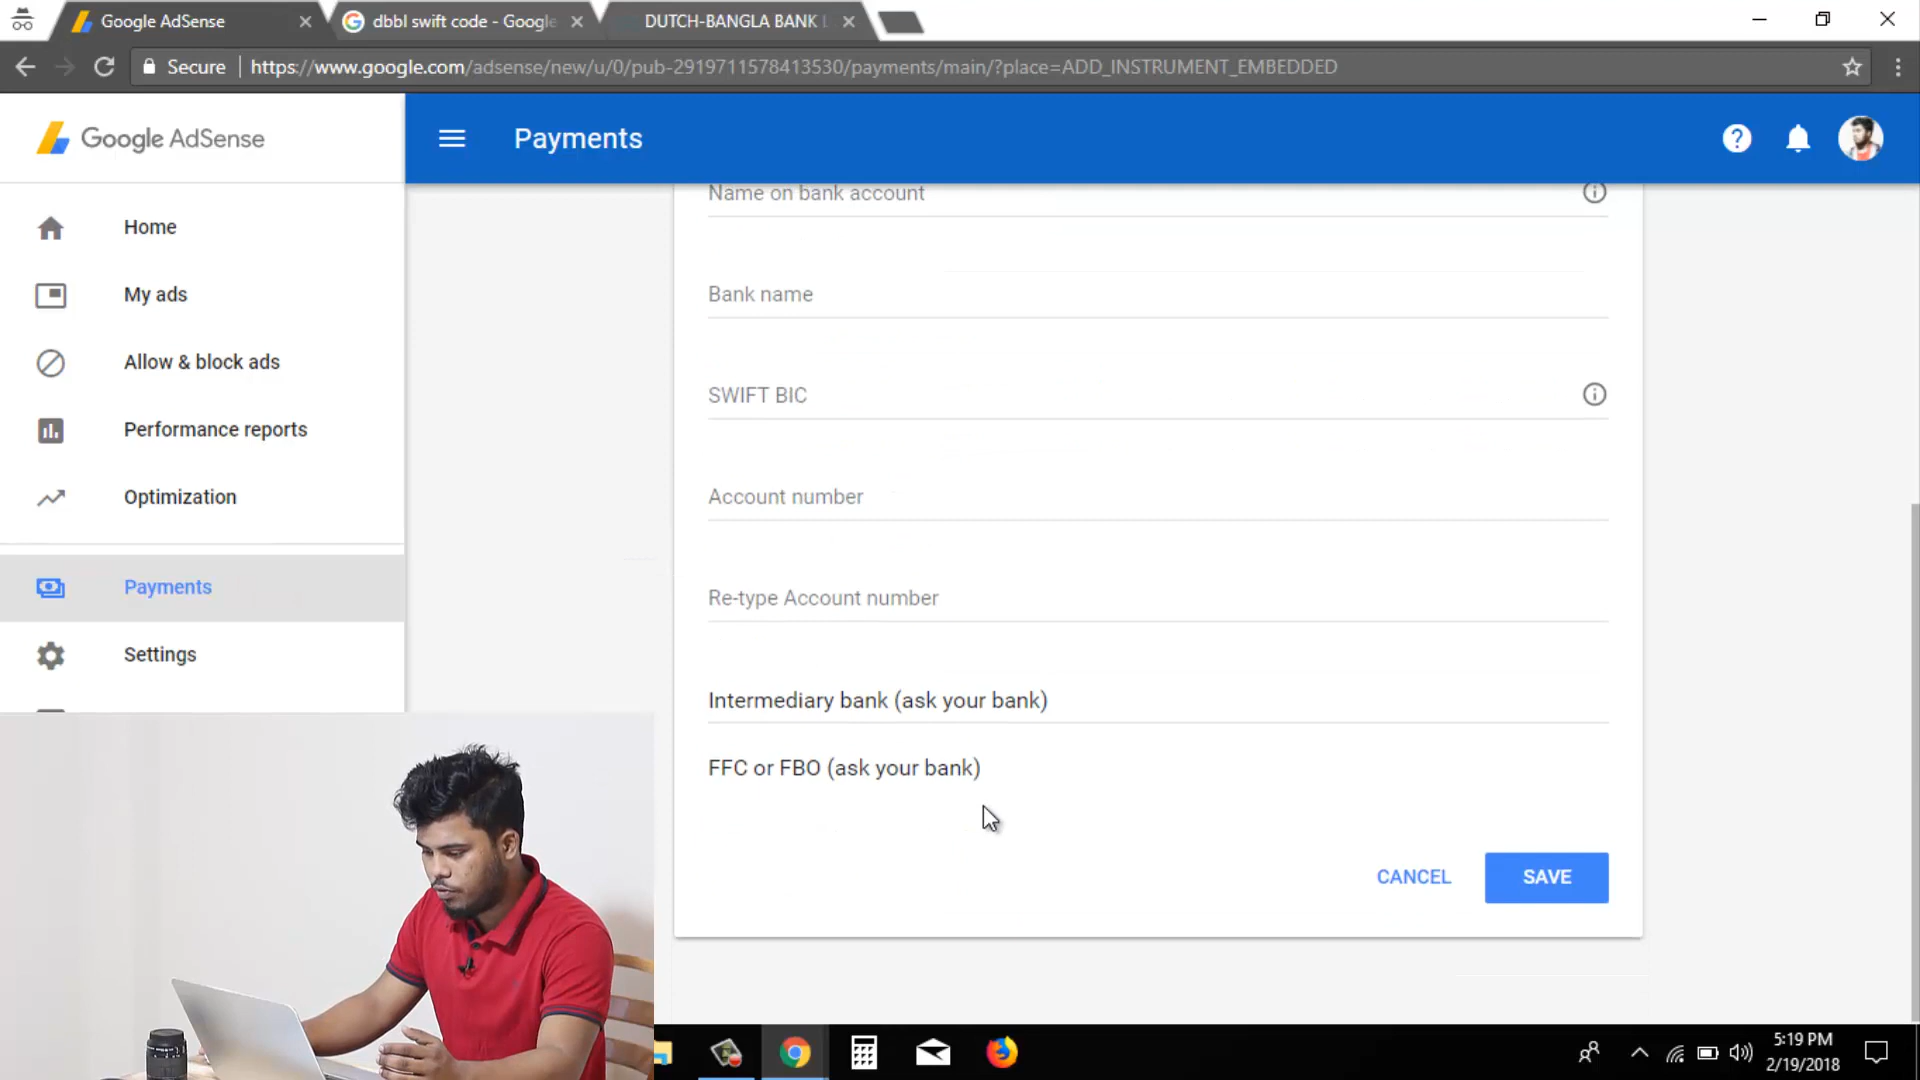 Google AdSense
dbbl swift code - Google
DUTCH-BANGLA BANK L
Secure
https://www.google.com/adsense/new/u/0/pub-2919711578413530/payments/main/?place=ADD_INSTRUMENT_EMBEDDED
Google AdSense
Payments
Home
My ads
Allow & block ads
Performance reports
Optimization
Payments
Settings
Name on bank account
Bank name
SWIFT BIC
Account number
Re-type Account number
Intermediary bank (ask your bank)
FFC or FBO (ask your bank)
CANCEL
SAVE
5:19 PM
2/19/2018